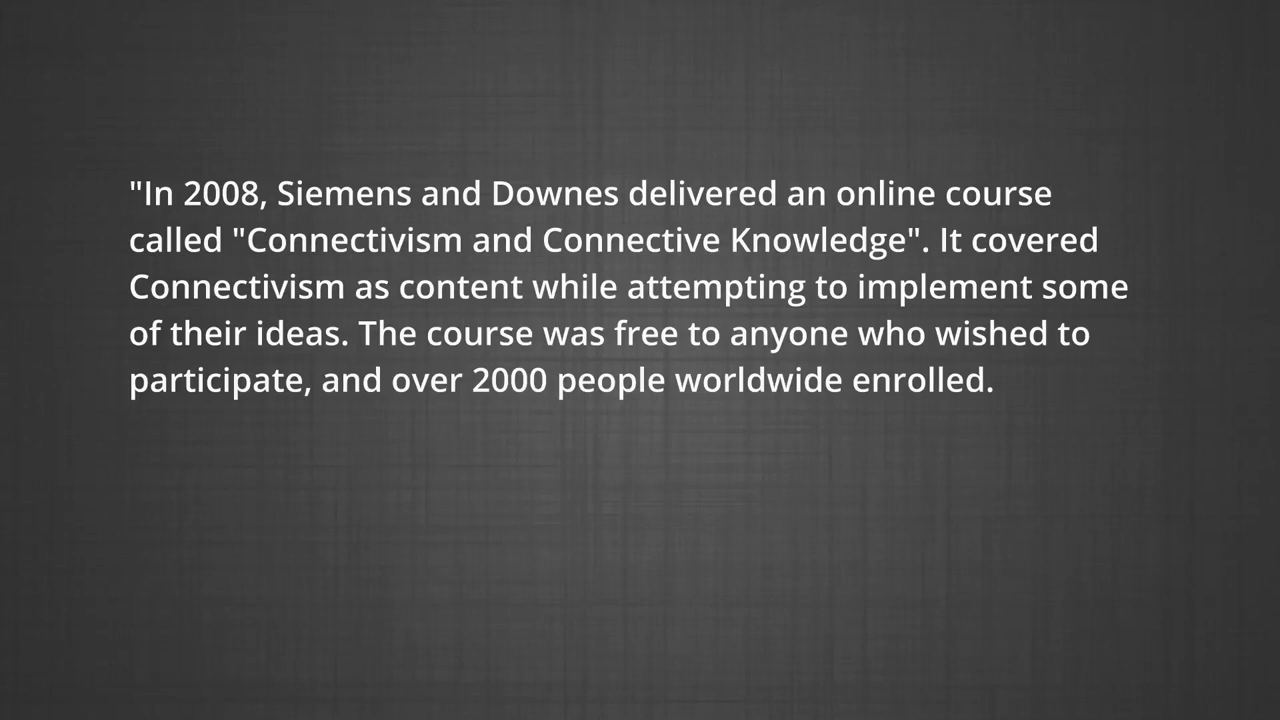 "In 2008, Siemens and Downes delivered an online course
called "Connectivism and Connective Knowledge". It covered
Connectivism as content while attempting to implement some
of their ideas. The course was free to anyone who wished to
participate, and over 2000 people worldwide enrolled.